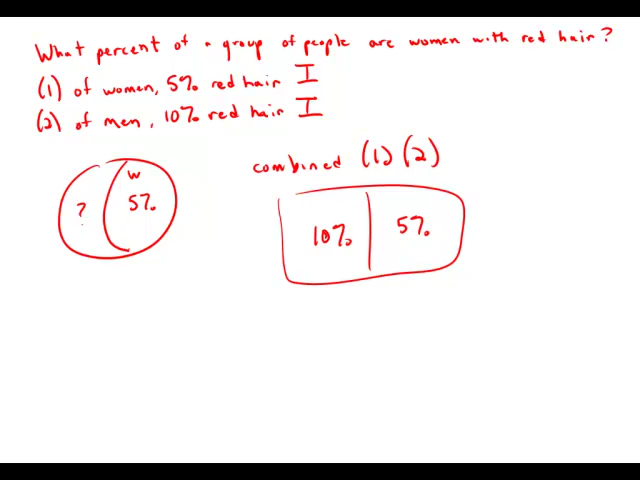 What percent of a group of people are women with red hair?
(1) of women, 5% red hair I
(2) of men, 10% red hair I
combined (1) (2)
W
? 5%
10% 5%